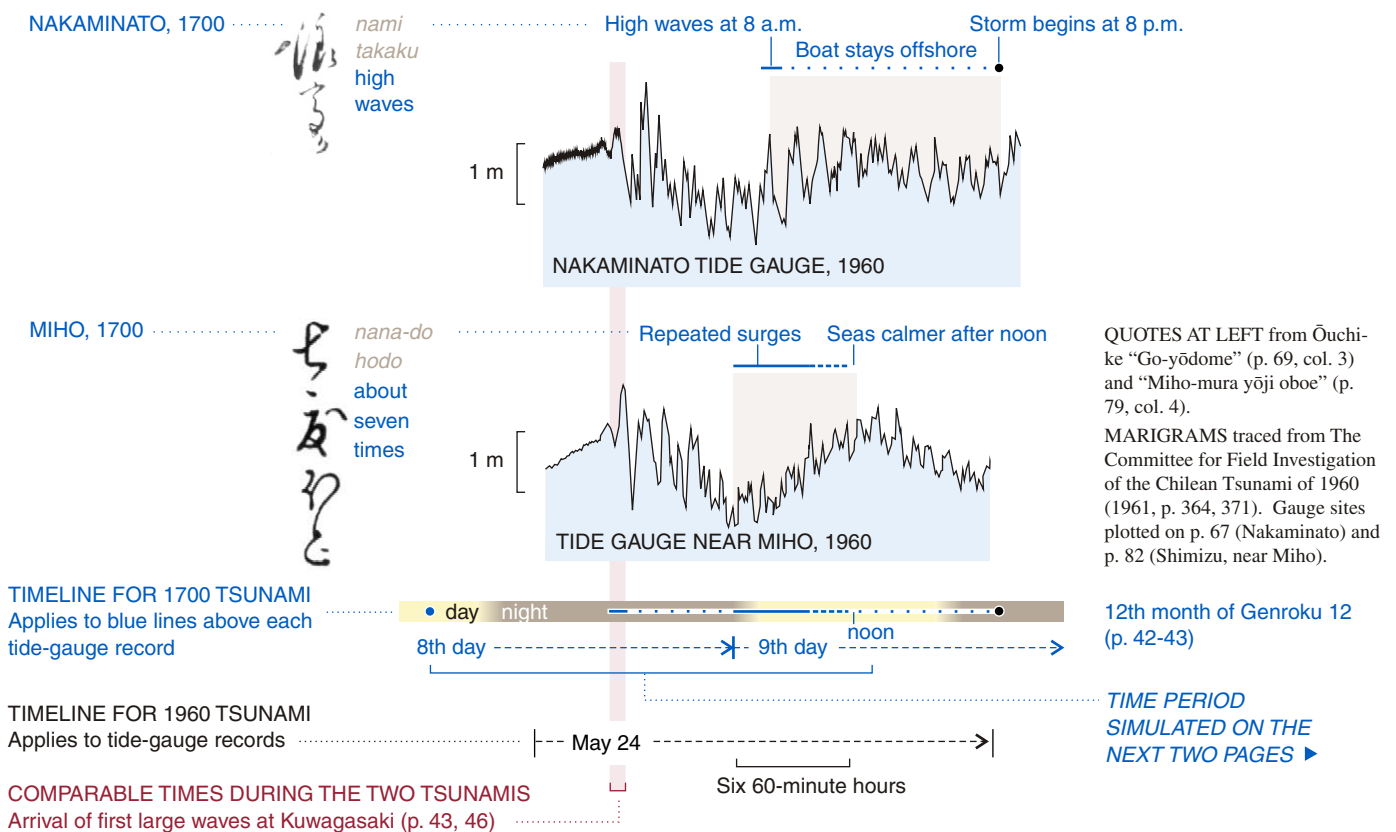 NAKAMINATO, 1700
nami
takaku
high
waves
High waves at 8 a.m.
Storm begins at 8 p.m.
Boat stays offshore
1 m
NAKAMINATO TIDE GAUGE, 1960
MIHO, 1700
nana-do
hodo
about
seven
times
Repeated surges
Seas calmer after noon
1 m
TIDE GAUGE NEAR MIHO, 1960
QUOTES AT LEFT from Ōuchi-
ke “Go-yōdome” (p. 69, col. 3)
and “Miho-mura yōji oboe” (p.
79, col. 4).
MARIGRAMS traced from The
Committee for Field Investigation
of the Chilean Tsunami of 1960
(1961, p. 364, 371). Gauge sites
plotted on p. 67 (Nakaminato) and
p. 82 (Shimizu, near Miho).
TIMELINE FOR 1700 TSUNAMI
Applies to blue lines above each
tide-gauge record
day
night
noon
8th day
9th day
12th month of Genroku 12
(p. 42-43)
TIME PERIOD
SIMULATED ON THE
NEXT TWO PAGES ▶
TIMELINE FOR 1960 TSUNAMI
Applies to tide-gauge records
May 24
Six 60-minute hours
COMPARABLE TIMES DURING THE TWO TSUNAMIS
Arrival of first large waves at Kuwagasaki (p. 43, 46)